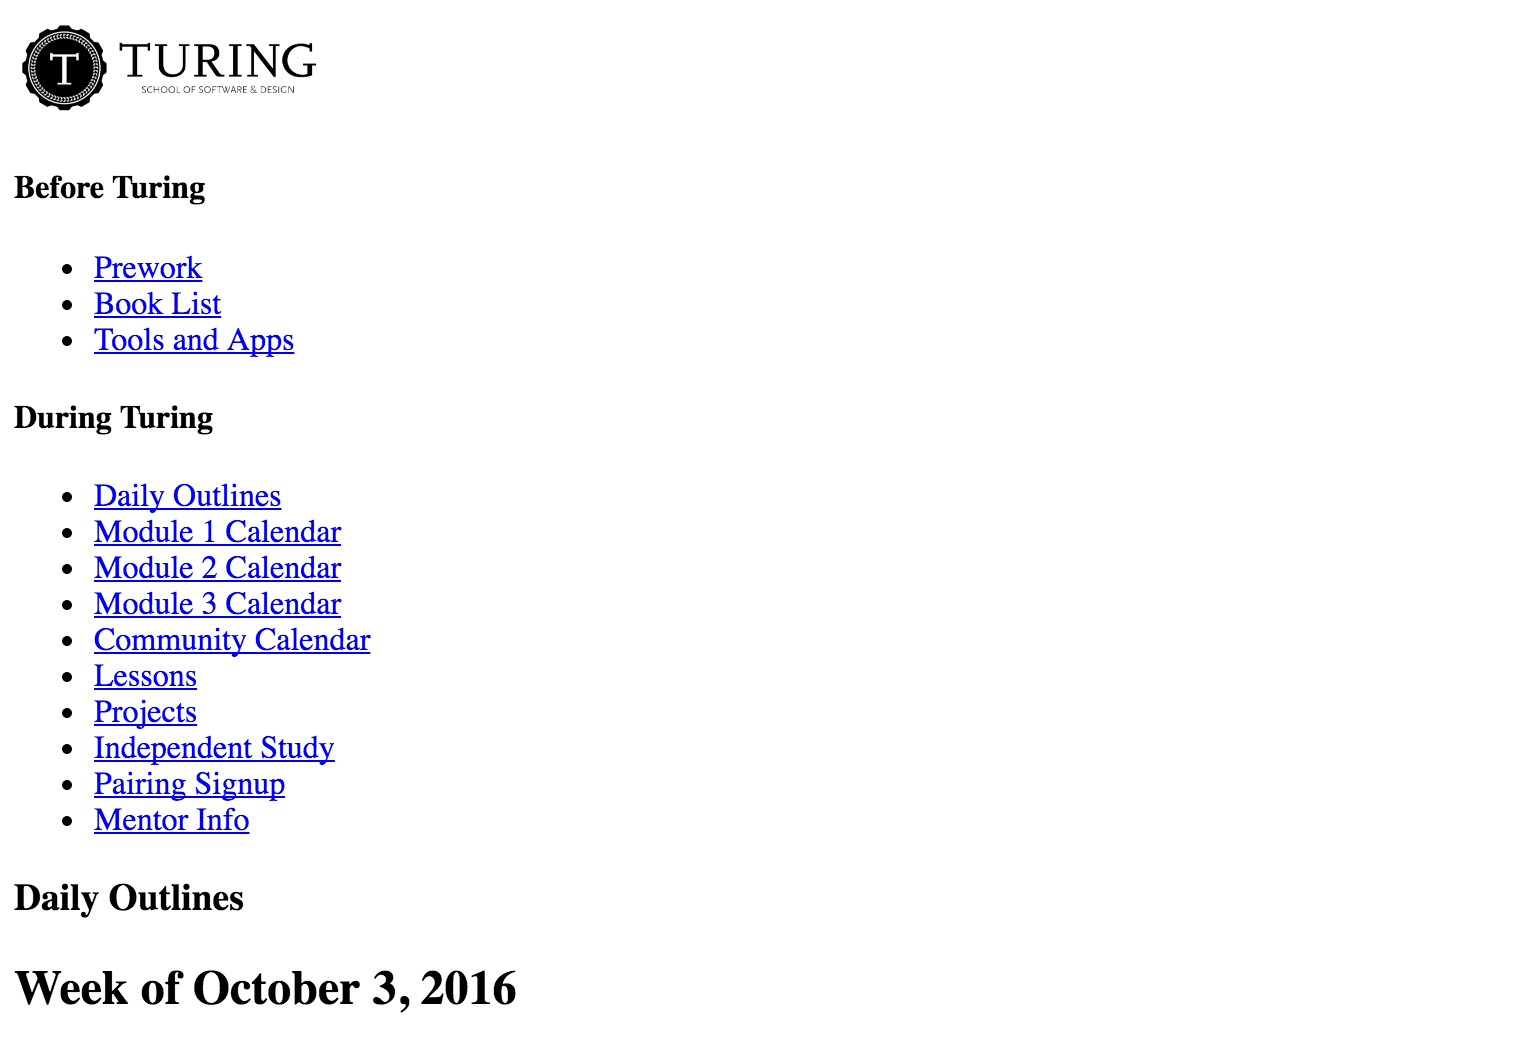 T TURING
SCHOOL OF SOFTWARE & DESIGN
Before Turing
Prework
Book List
Tools and Apps
During Turing
Daily Outlines
Module 1 Calendar
Module 2 Calendar
Module 3 Calendar
Community Calendar
Lessons
Projects
Independent Study
Pairing Signup
Mentor Info
Daily Outlines
Week of October 3, 2016